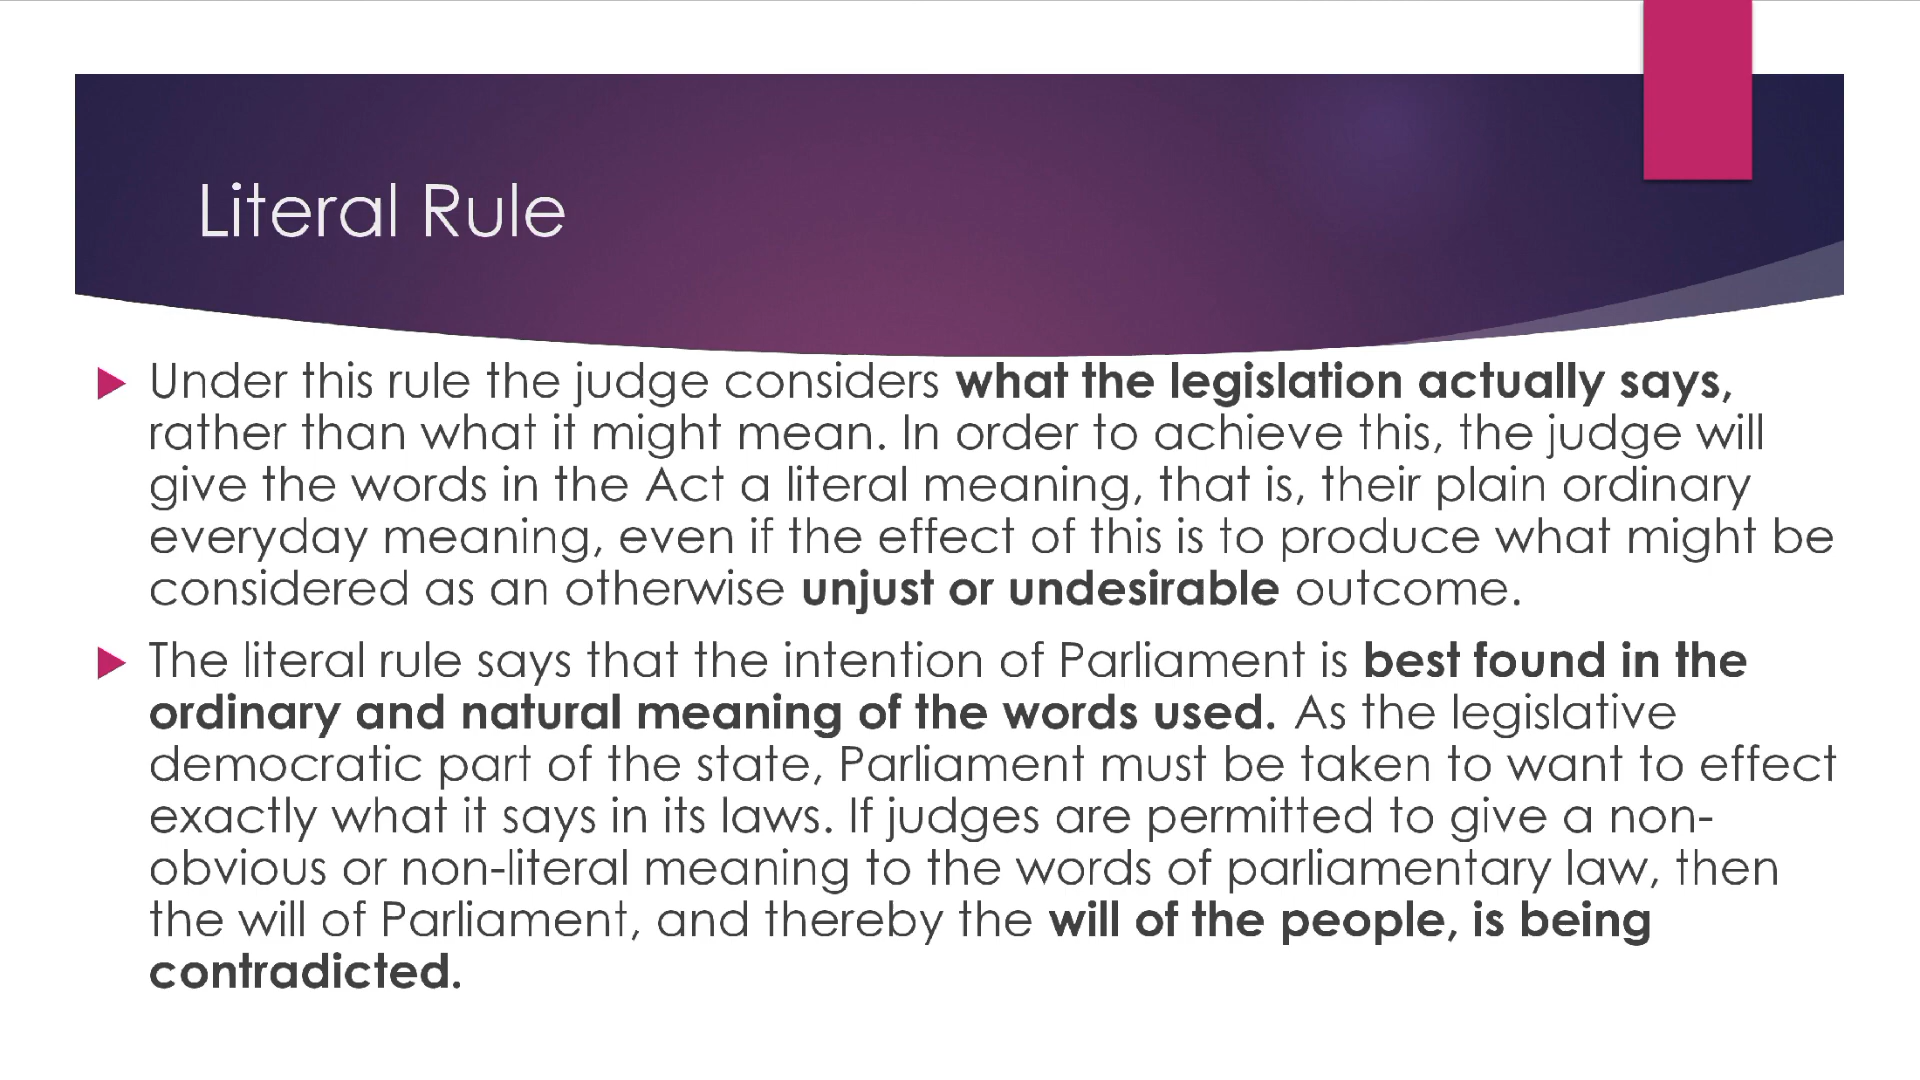 Literal Rule
Under this rule the judge considers what the legislation actually says,
rather than what it might mean. In order to achieve this, the judge will
give the words in the Act a literal meaning, that is, their plain ordinary
everyday meaning, even if the effect of this is to produce what might be
considered as an otherwise unjust or undesirable outcome.
The literal rule says that the intention of Parliament is best found in the
ordinary and natural meaning of the words used. As the legislative
democratic part of the state, Parliament must be taken to want to effect
exactly what it says in its laws. If judges are permitted to give a non-
obvious or non-literal meaning to the words of parliamentary law, then
the will of Parliament, and thereby the will of the people, is being
contradicted.